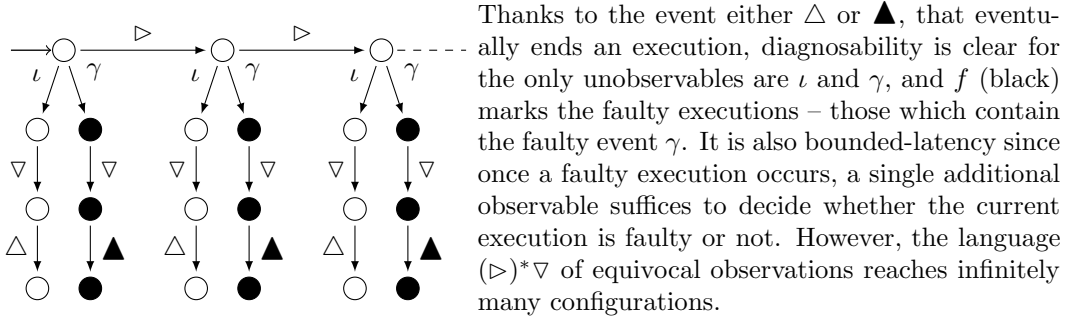 ▷ ▷
ι γ ι γ ι γ
▽ ▽ ▽ ▽ ▽ ▽
△ ▲ △ ▲ △ ▲
Thanks to the event either △ or ▲, that eventu-
ally ends an execution, diagnosability is clear for
the only unobservables are ι and γ, and f (black)
marks the faulty executions – those which contain
the faulty event γ. It is also bounded-latency since
once a faulty execution occurs, a single additional
observable suffices to decide whether the current
execution is faulty or not. However, the language
(▷)*▽ of equivocal observations reaches infinitely
many configurations.